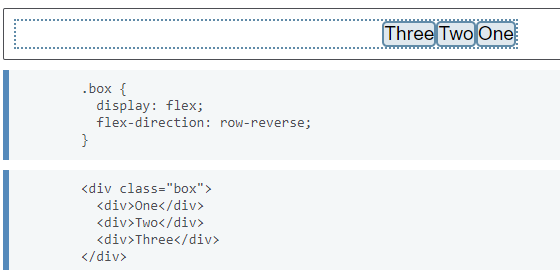 Three Two One
.box {
  display: flex;
  flex-direction: row-reverse;
}
<div class="box">
  <div>One</div>
  <div>Two</div>
  <div>Three</div>
</div>